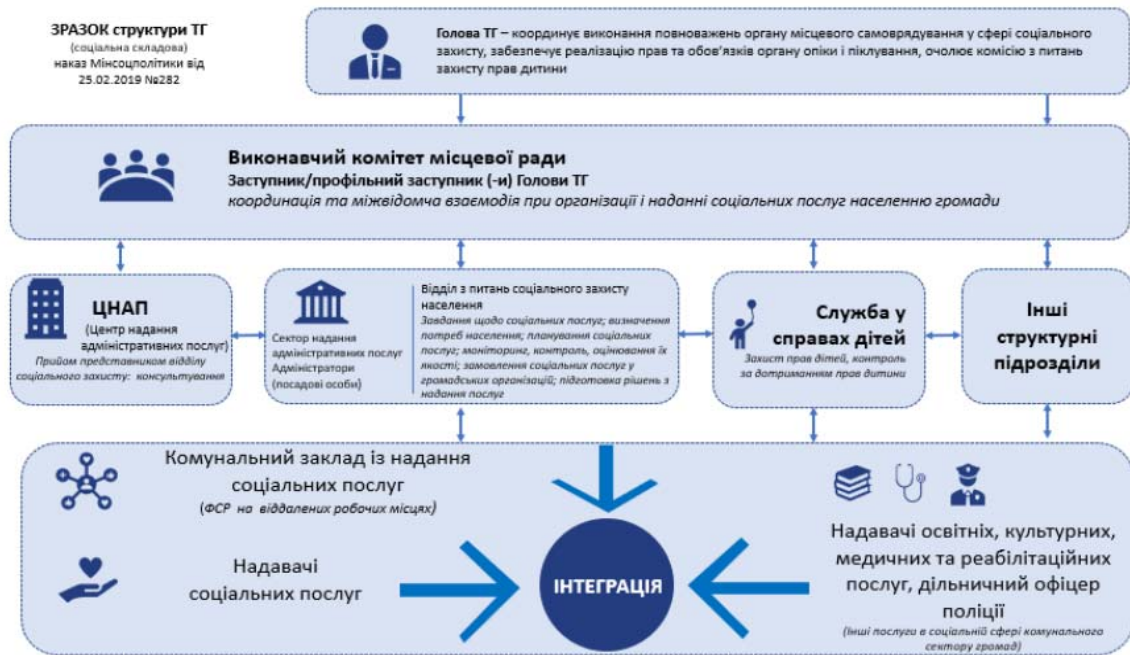 ЗРАЗОК структури ТГ
(соціальна складова)
наказ Мінсоцполітики від
25.02.2019 №282
Голова ТГ – координує виконання повноважень органу місцевого самоврядування у сфері соціального
захисту, забезпечує реалізацію прав та обов’язків органу опіки і піклування, очолює комісію з питань
захисту прав дитини
Виконавчий комітет місцевої ради
Заступник/профільний заступник (-и) Голови ТГ
координація та міжвідомча взаємодія при організації і наданні соціальних послуг населенню громади
ЦНАП
(Центр надання
адміністративних послуг)
Прийом представником відділу
соціального захисту: консультування
Сектор надання
адміністративних послуг
Адміністратори
(посадові особи)
Відділ з питань соціального захисту
населення
Завдання щодо соціальних послуг; визначення
потреб населення; планування соціальних
послуг; моніторинг, контроль, оцінювання їх
якості; замовлення соціальних послуг у
громадських організацій; підготовка рішень з
надання послуг
Служба у
справах дітей
Захист прав дітей, контроль
за дотриманням прав дитини
Інші
структурні
підрозділи
Комунальний заклад із надання
соціальних послуг
(ФСР на віддалених робочих місцях)
Надавачі
соціальних послуг
ІНТЕГРАЦІЯ
Надавачі освітніх, культурних,
медичних та реабілітаційних
послуг, дільничний офіцер
поліції
(Інші послуги в соціальній сфері комунального
сектору громад)